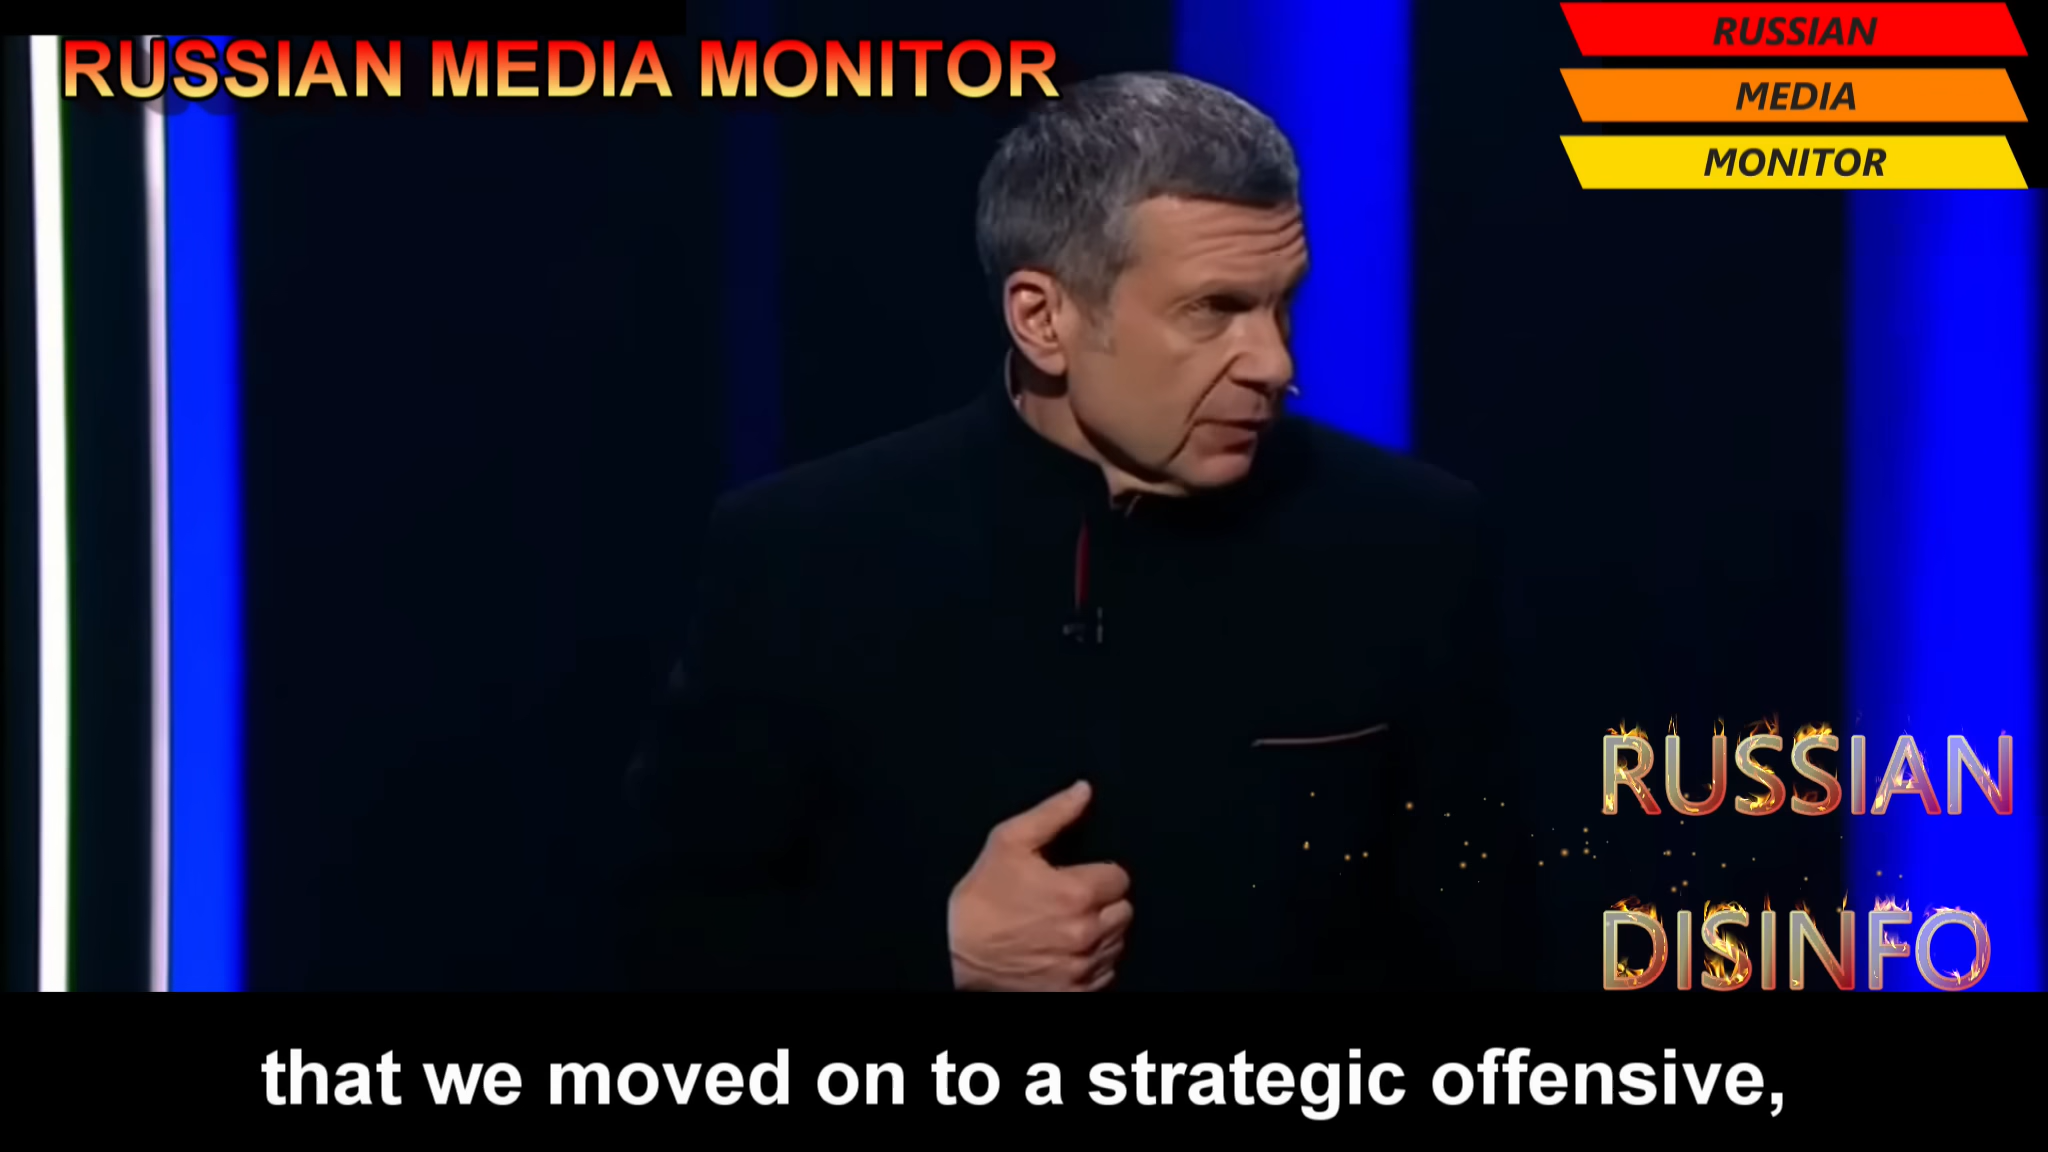 RUSSIAN MEDIA MONITOR
RUSSIAN
MEDIA
MONITOR
RUSSIAN
DISINFO
that we moved on to a strategic offensive,